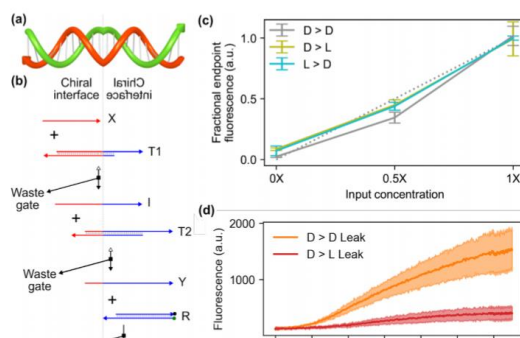 (a)
(b)
Chiral interface
Chiral interface
X
+
T1
Waste gate
I
+
T2
Waste gate
Y
+
R
(c)
D > D
D > L
L > D
Fractional endpoint
fluorescence (a.u.)
1.0
0.5
0.0
0X
0.5X
1X
Input concentration
(d)
D > D Leak
D > L Leak
Fluorescence (a.u.)
2000
1000